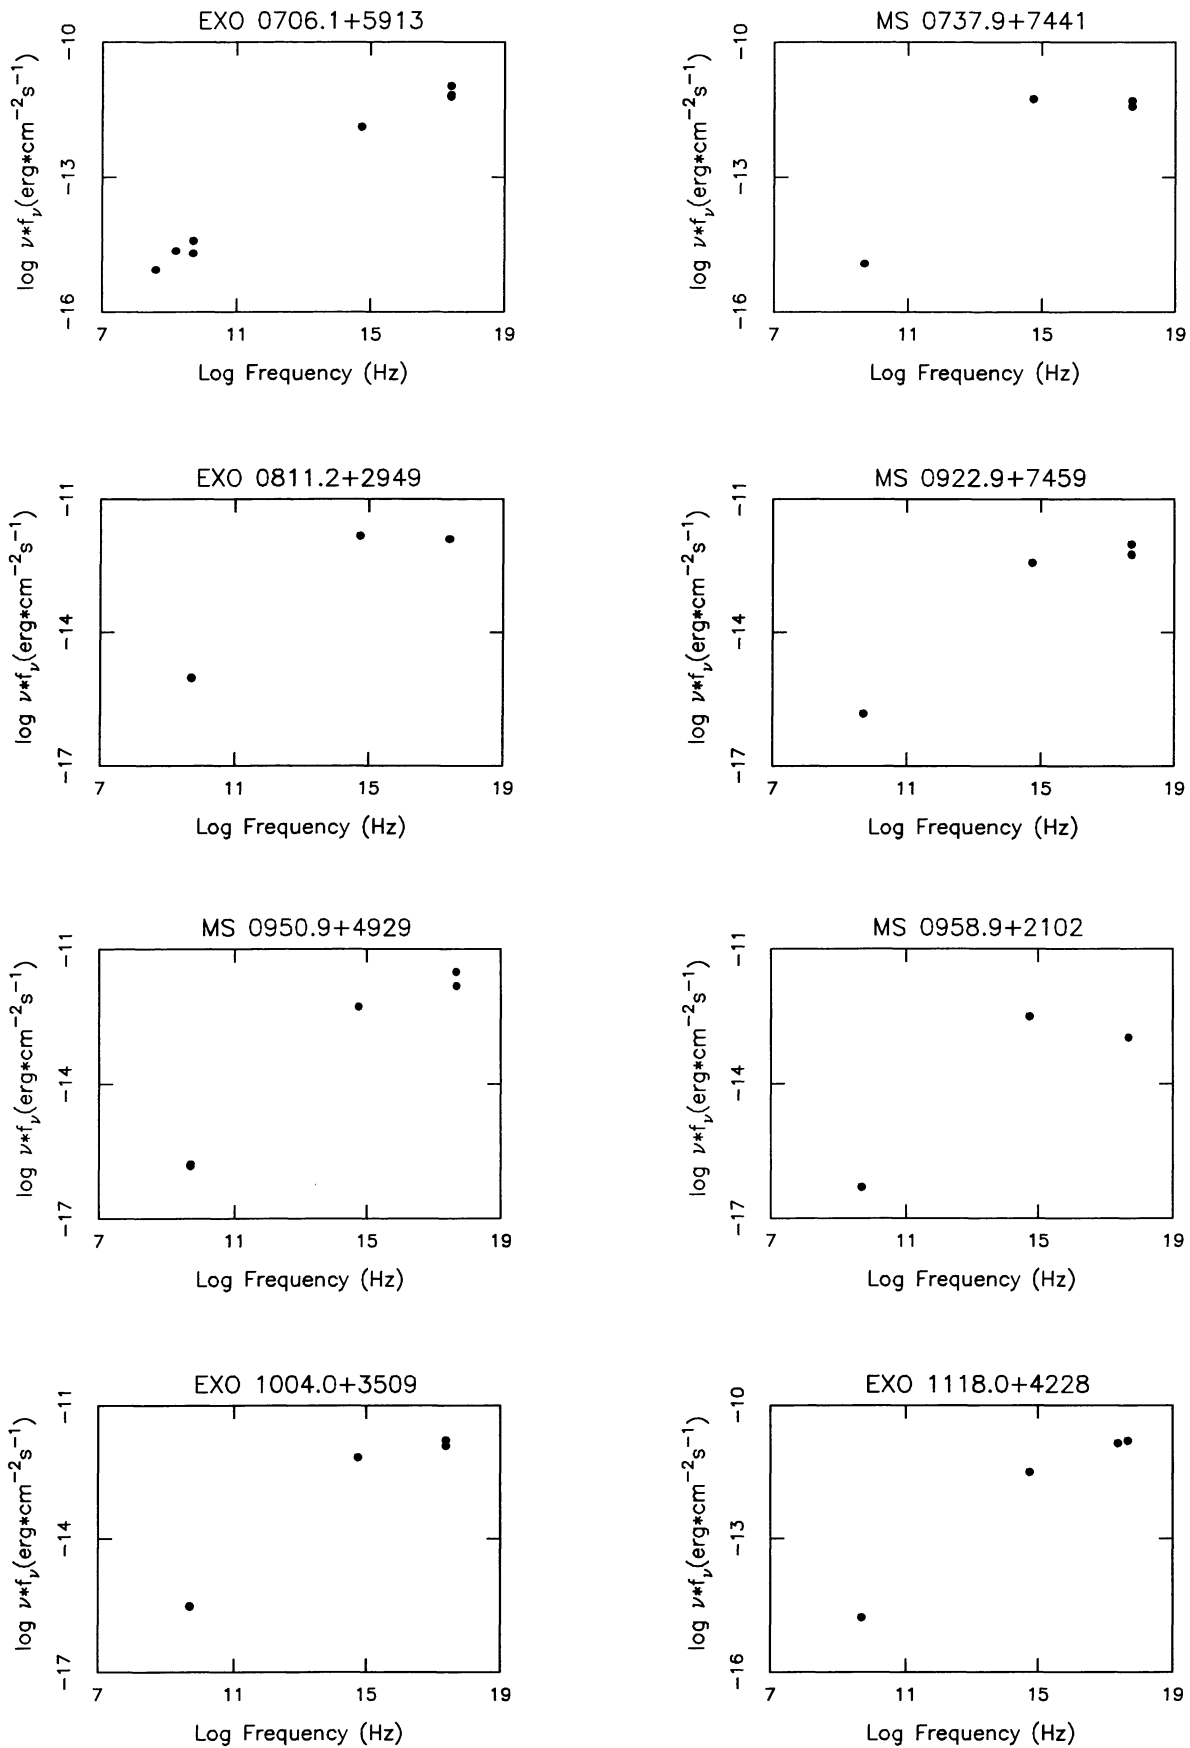 EXO 0706.1+5913
log ν*f_ν(erg*cm^−2s^−1)
−10
−13
−16
7 11 15 19
Log Frequency (Hz)
MS 0737.9+7441
log ν*f_ν(erg*cm^−2s^−1)
−10
−13
−16
7 11 15 19
Log Frequency (Hz)
EXO 0811.2+2949
log ν*f_ν(erg*cm^−2s^−1)
−11
−14
−17
7 11 15 19
Log Frequency (Hz)
MS 0922.9+7459
log ν*f_ν(erg*cm^−2s^−1)
−11
−14
−17
7 11 15 19
Log Frequency (Hz)
MS 0950.9+4929
log ν*f_ν(erg*cm^−2s^−1)
−11
−14
−17
7 11 15 19
Log Frequency (Hz)
MS 0958.9+2102
log ν*f_ν(erg*cm^−2s^−1)
−11
−14
−17
7 11 15 19
Log Frequency (Hz)
EXO 1004.0+3509
log ν*f_ν(erg*cm^−2s^−1)
−11
−14
−17
7 11 15 19
Log Frequency (Hz)
EXO 1118.0+4228
log ν*f_ν(erg*cm^−2s^−1)
−10
−13
−16
7 11 15 19
Log Frequency (Hz)